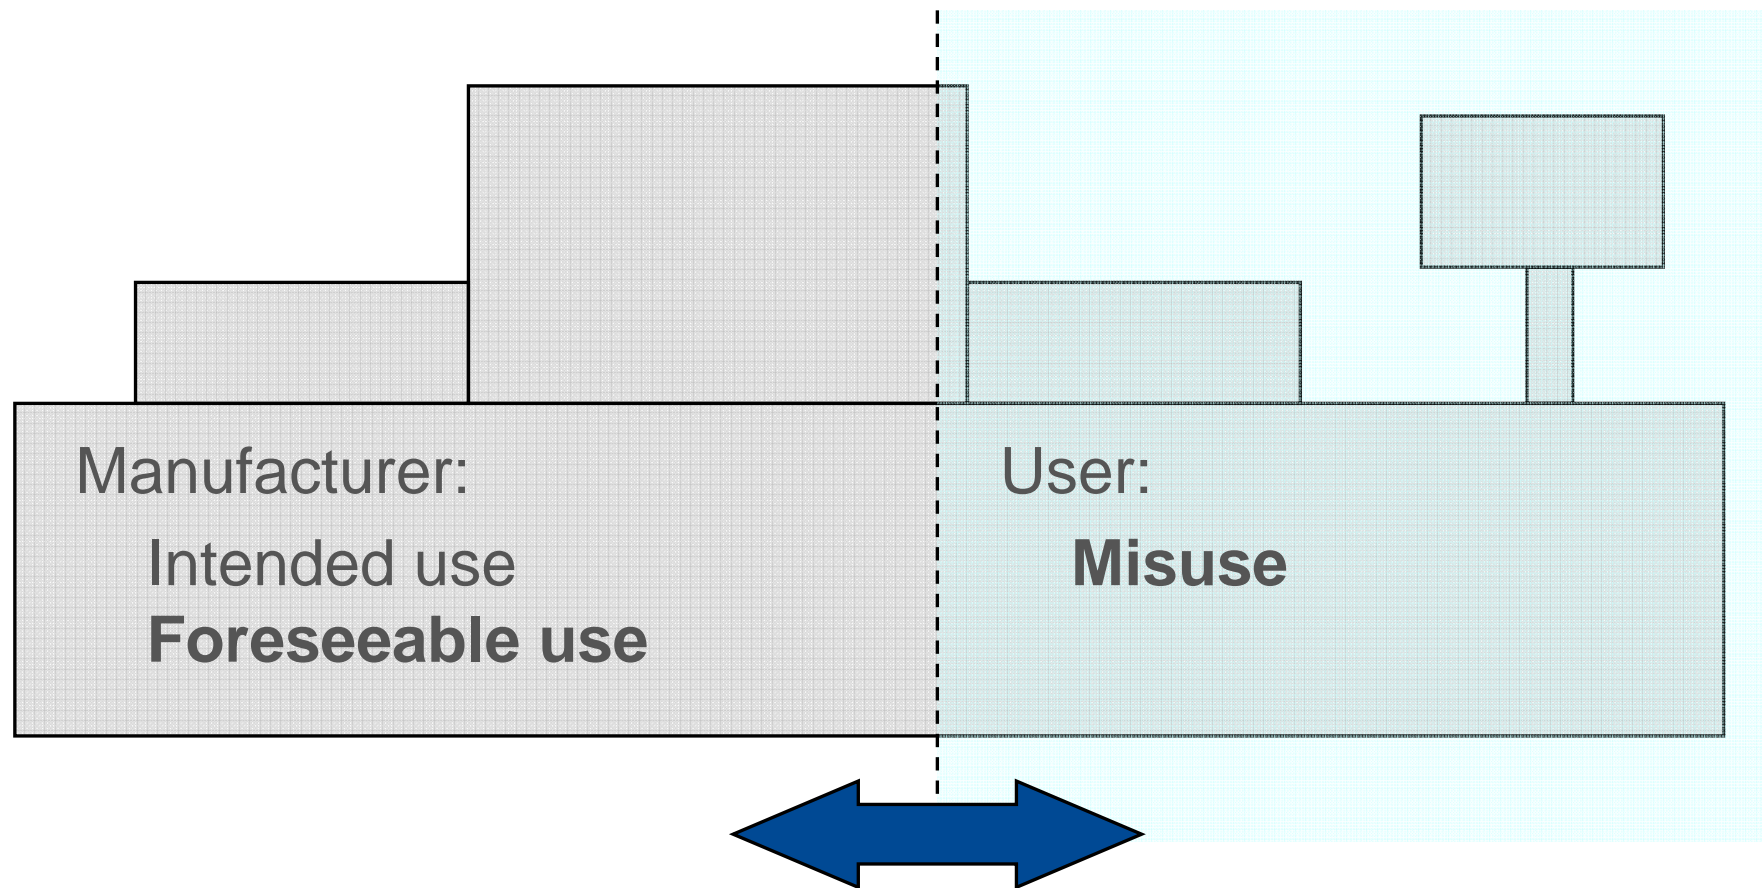 Manufacturer:
Intended use
Foreseeable use
User:
Misuse